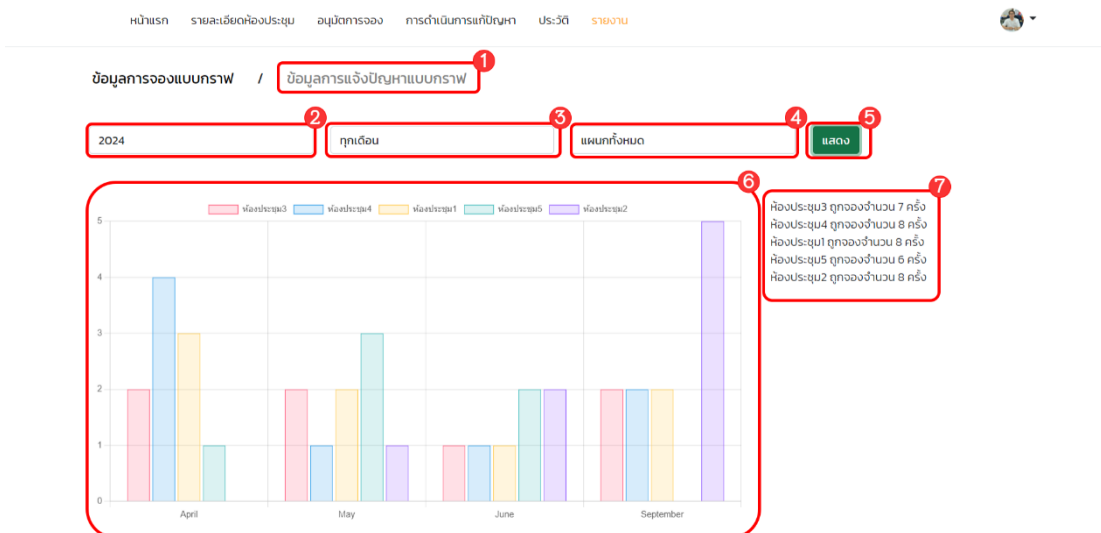 หน้าแรก รายละเอียดห้องประชุม อนุมัติการจอง การดำเนินการแก้ปัญหา ประวัติ รายงาน
ข้อมูลการจองแบบกราฟ / ข้อมูลการแจ้งปัญหาแบบกราฟ 1
2 3 4 5
2024 ทุกเดือน แผนกทั้งหมด แสดง
6 7
ห้องประชุม3 ห้องประชุม4 ห้องประชุม1 ห้องประชุม5 ห้องประชุม2
5
4
3
2
1
0
April May June September
ห้องประชุม3 ถูกจองจำนวน 7 ครั้ง
ห้องประชุม4 ถูกจองจำนวน 8 ครั้ง
ห้องประชุม1 ถูกจองจำนวน 8 ครั้ง
ห้องประชุม5 ถูกจองจำนวน 6 ครั้ง
ห้องประชุม2 ถูกจองจำนวน 8 ครั้ง